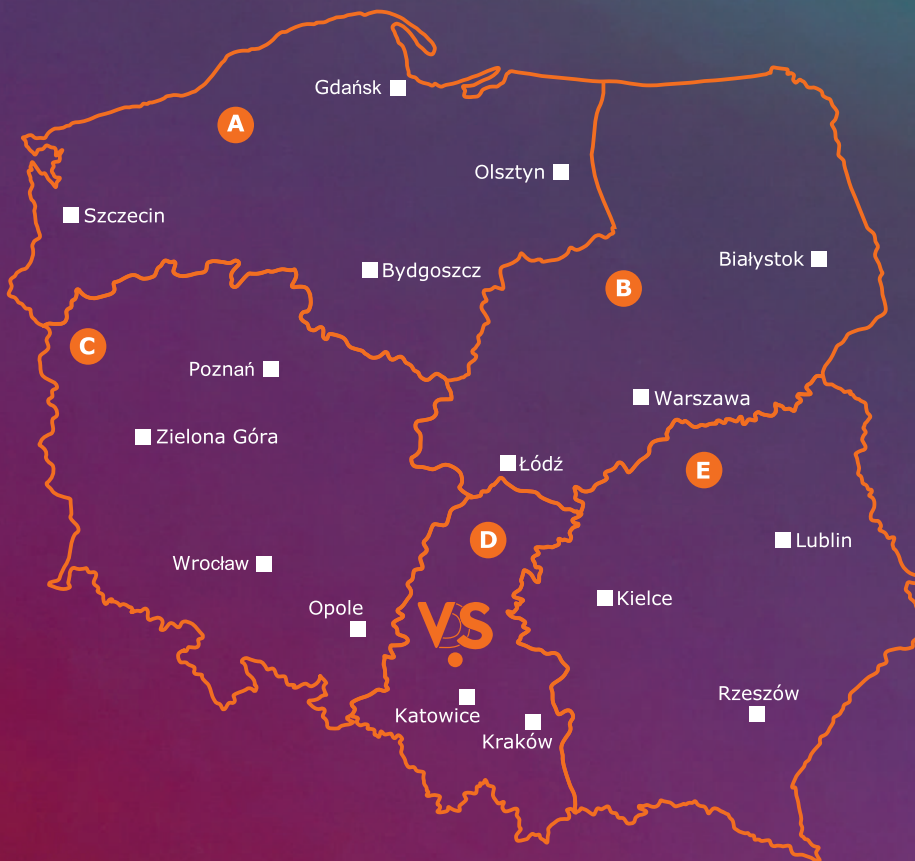 Gdańsk
A
Olsztyn
Szczecin
Białystok
Bydgoszcz
B
C
Poznań
Warszawa
Zielona Góra
Łódź
E
D
Lublin
Wrocław
Kielce
Opole
VS
Rzeszów
Katowice
Kraków